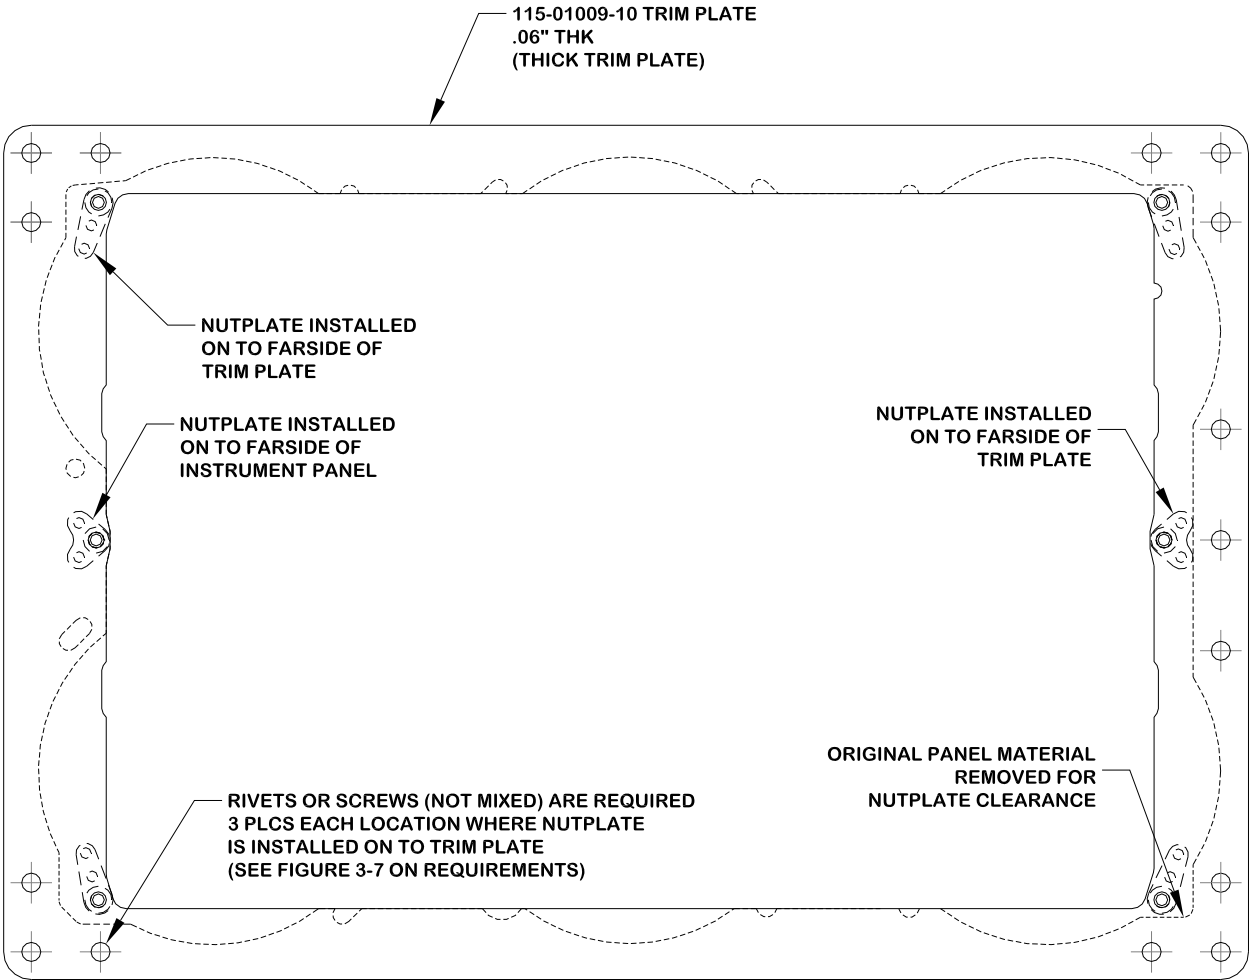 115-01009-10 TRIM PLATE
.06" THK
(THICK TRIM PLATE)
NUTPLATE INSTALLED
ON TO FARSIDE OF
TRIM PLATE
NUTPLATE INSTALLED
ON TO FARSIDE OF
INSTRUMENT PANEL
NUTPLATE INSTALLED
ON TO FARSIDE OF
TRIM PLATE
ORIGINAL PANEL MATERIAL
REMOVED FOR
NUTPLATE CLEARANCE
RIVETS OR SCREWS (NOT MIXED) ARE REQUIRED
3 PLCS EACH LOCATION WHERE NUTPLATE
IS INSTALLED ON TO TRIM PLATE
(SEE FIGURE 3-7 ON REQUIREMENTS)